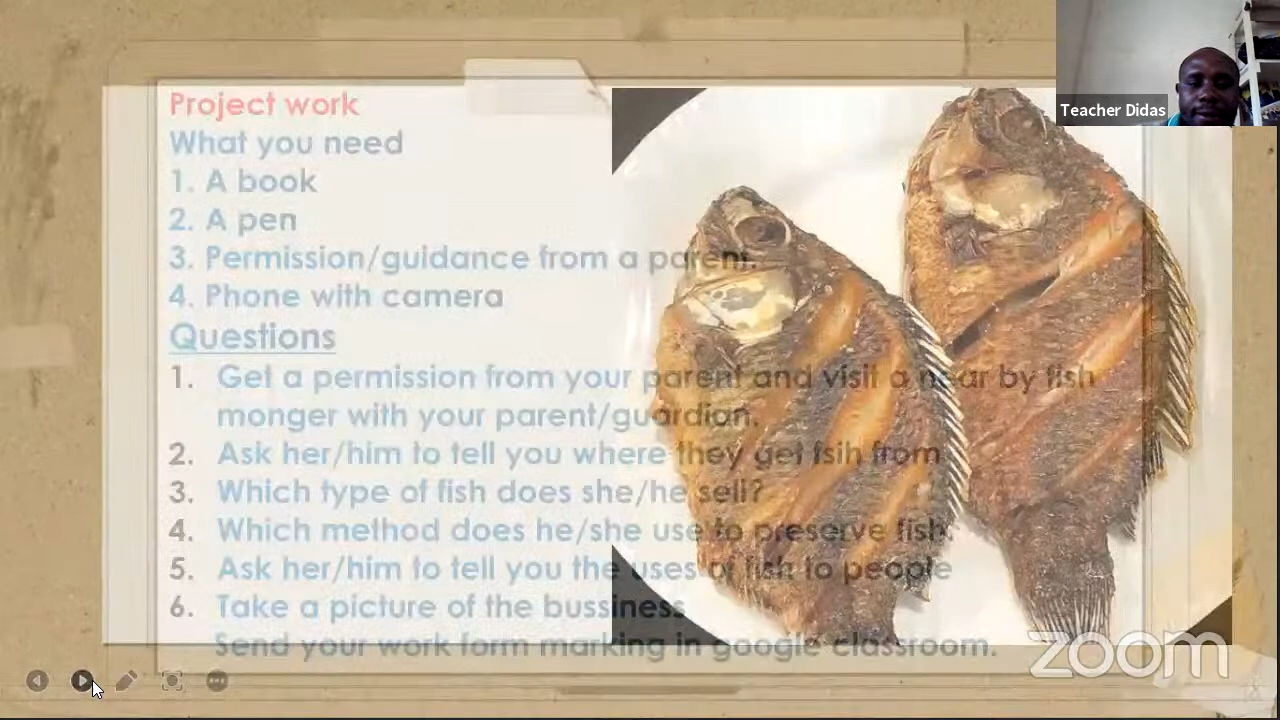 Teacher Didas
Project work
What you need
1. A book
2. A pen
3. Permission/guidance from a parent.
4. Phone with camera
Questions
1. Get a permission from your parent and visit a near by fish
monger with your parent/guardian.
2. Ask her/him to tell you where they get fsih from
3. Which type of fish does she/he sell?
4. Which method does he/she use to preserve fish.
5. Ask her/him to tell you the uses of fish to people
6. Take a picture of the bussiness
Send your work form marking in google classroom.
zoom